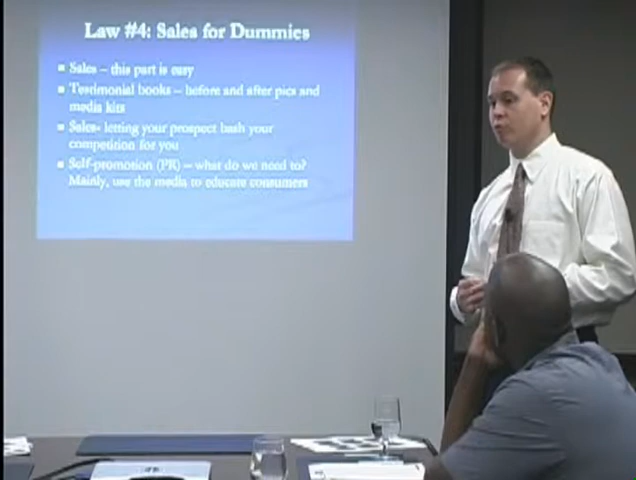 Law #4: Sales for Dummies
Sales – this part is easy
Testimonial books – before and after pics and
media kits
Sales- letting your prospect bash your
competition for you
Self-promotion (PR) – what do we need to?
Mainly, use the media to educate consumers